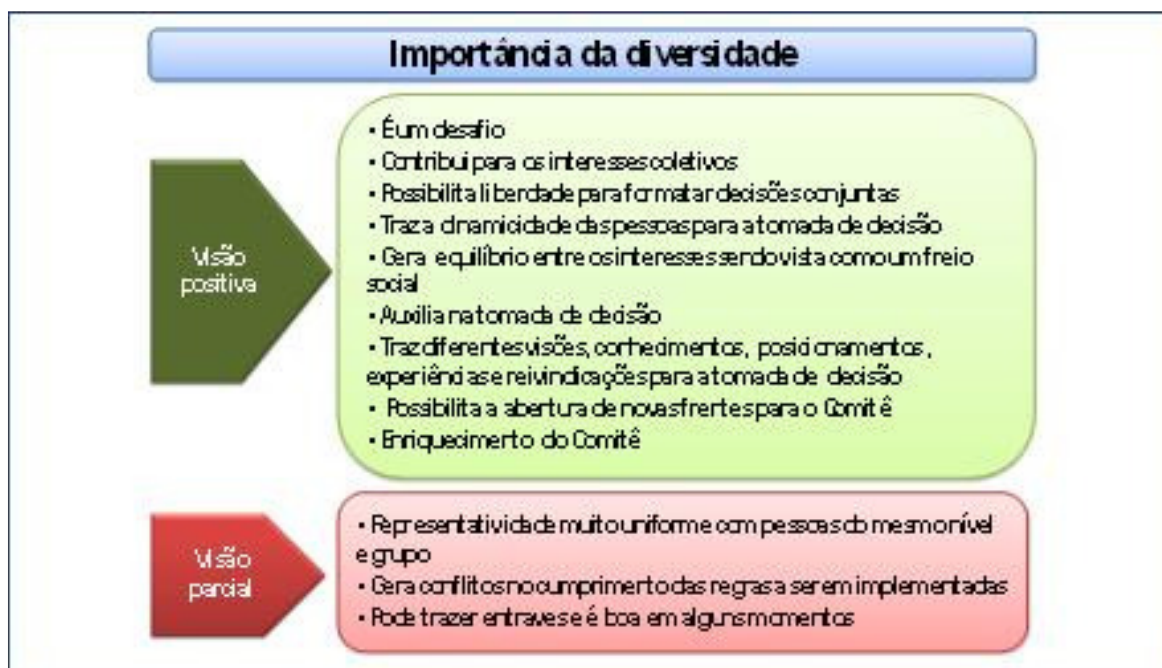 Importância da diversidade
Visão
positiva
• É um desafio
• Contribui para os interesses coletivos
• Possibilita liberdade para formatar decisões conjuntas
• Traz a dinamicidade das pessoas para a tomada de decisão
• Gera equilíbrio entre os interesses sendo vista como um freio
social
• Auxilia na tomada de decisão
• Traz diferentes visões, conhecimentos, posicionamentos,
experiências e reivindicações para a tomada de decisão
• Possibilita a abertura de novas frentes para o Comitê
• Enriquecimento do Comitê
Visão
parcial
• Representatividade muito uniforme com pessoas do mesmo nível
e grupo
• Gera conflitos no cumprimento das regras a serem implementadas
• Pode trazer entraves e é boa em alguns momentos